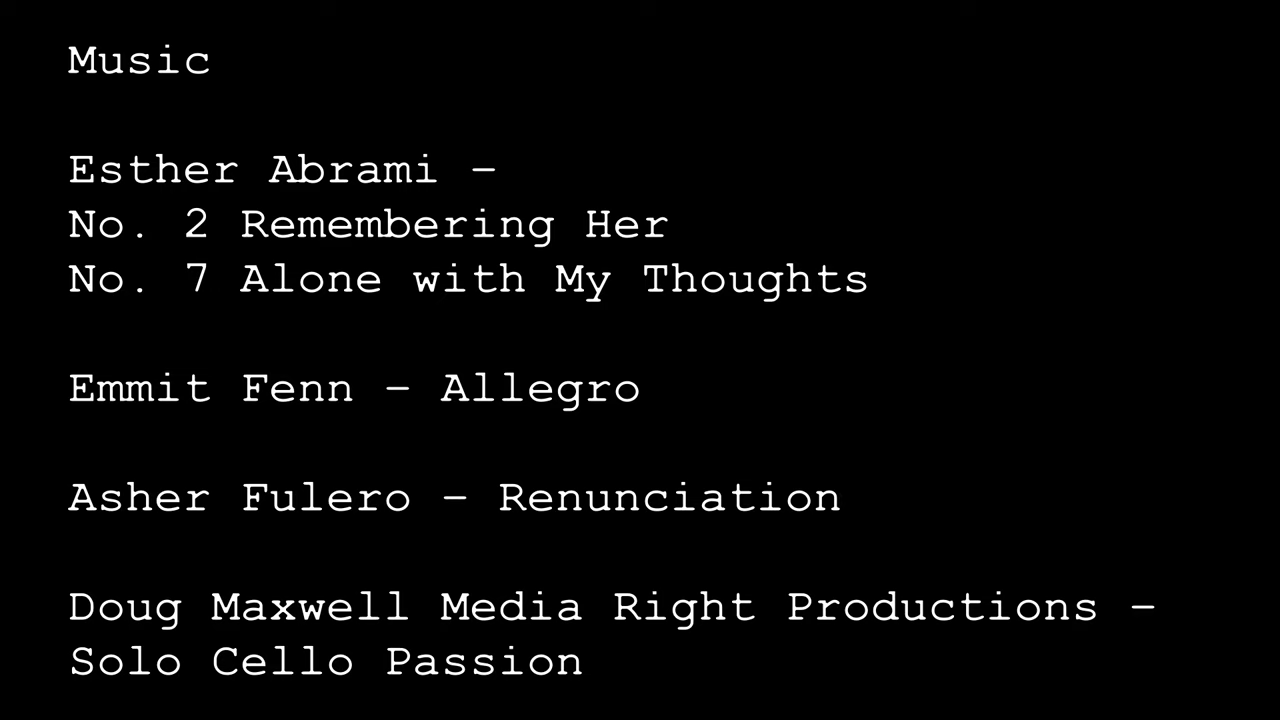 Music
Esther Abrami –
No. 2 Remembering Her
No. 7 Alone with My Thoughts
Emmit Fenn – Allegro
Asher Fulero – Renunciation
Doug Maxwell Media Right Productions –
Solo Cello Passion